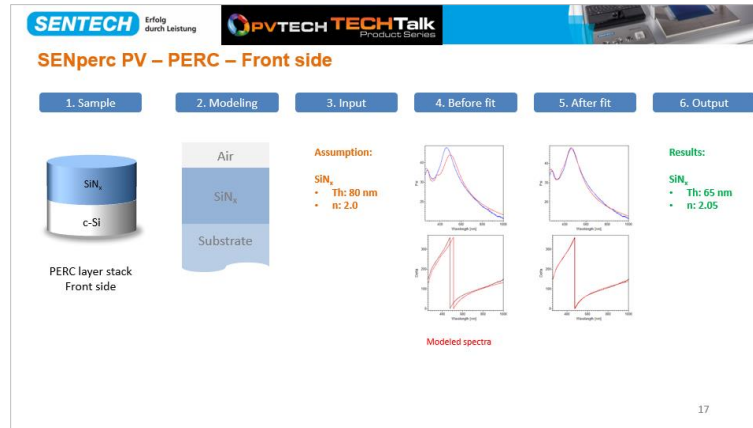 SENTECH
Erfolg
durch Leistung
PVTECH TECHTalk
Product Series
SENperc PV – PERC – Front side
1. Sample
2. Modeling
3. Input
4. Before fit
5. After fit
6. Output
SiNx
c-Si
PERC layer stack
Front side
Air
SiNx
Substrate
Assumption:
SiNx
• Th: 80 nm
• n: 2.0
Modeled spectra
Results:
SiNx
• Th: 65 nm
• n: 2.05
17